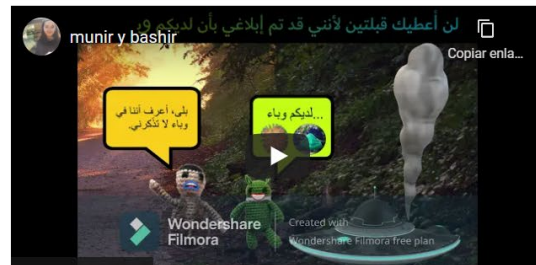 لن أعطيك قبلتين لأنني قد تم إبلاغي بأن لديكم وب
munir y bashir
Copiar enla...
بلى، أعرف أننا في
وباء لا تذكرني.
لديكم وباء...
Wondershare
Filmora
Created with
Wondershare Filmora free plan